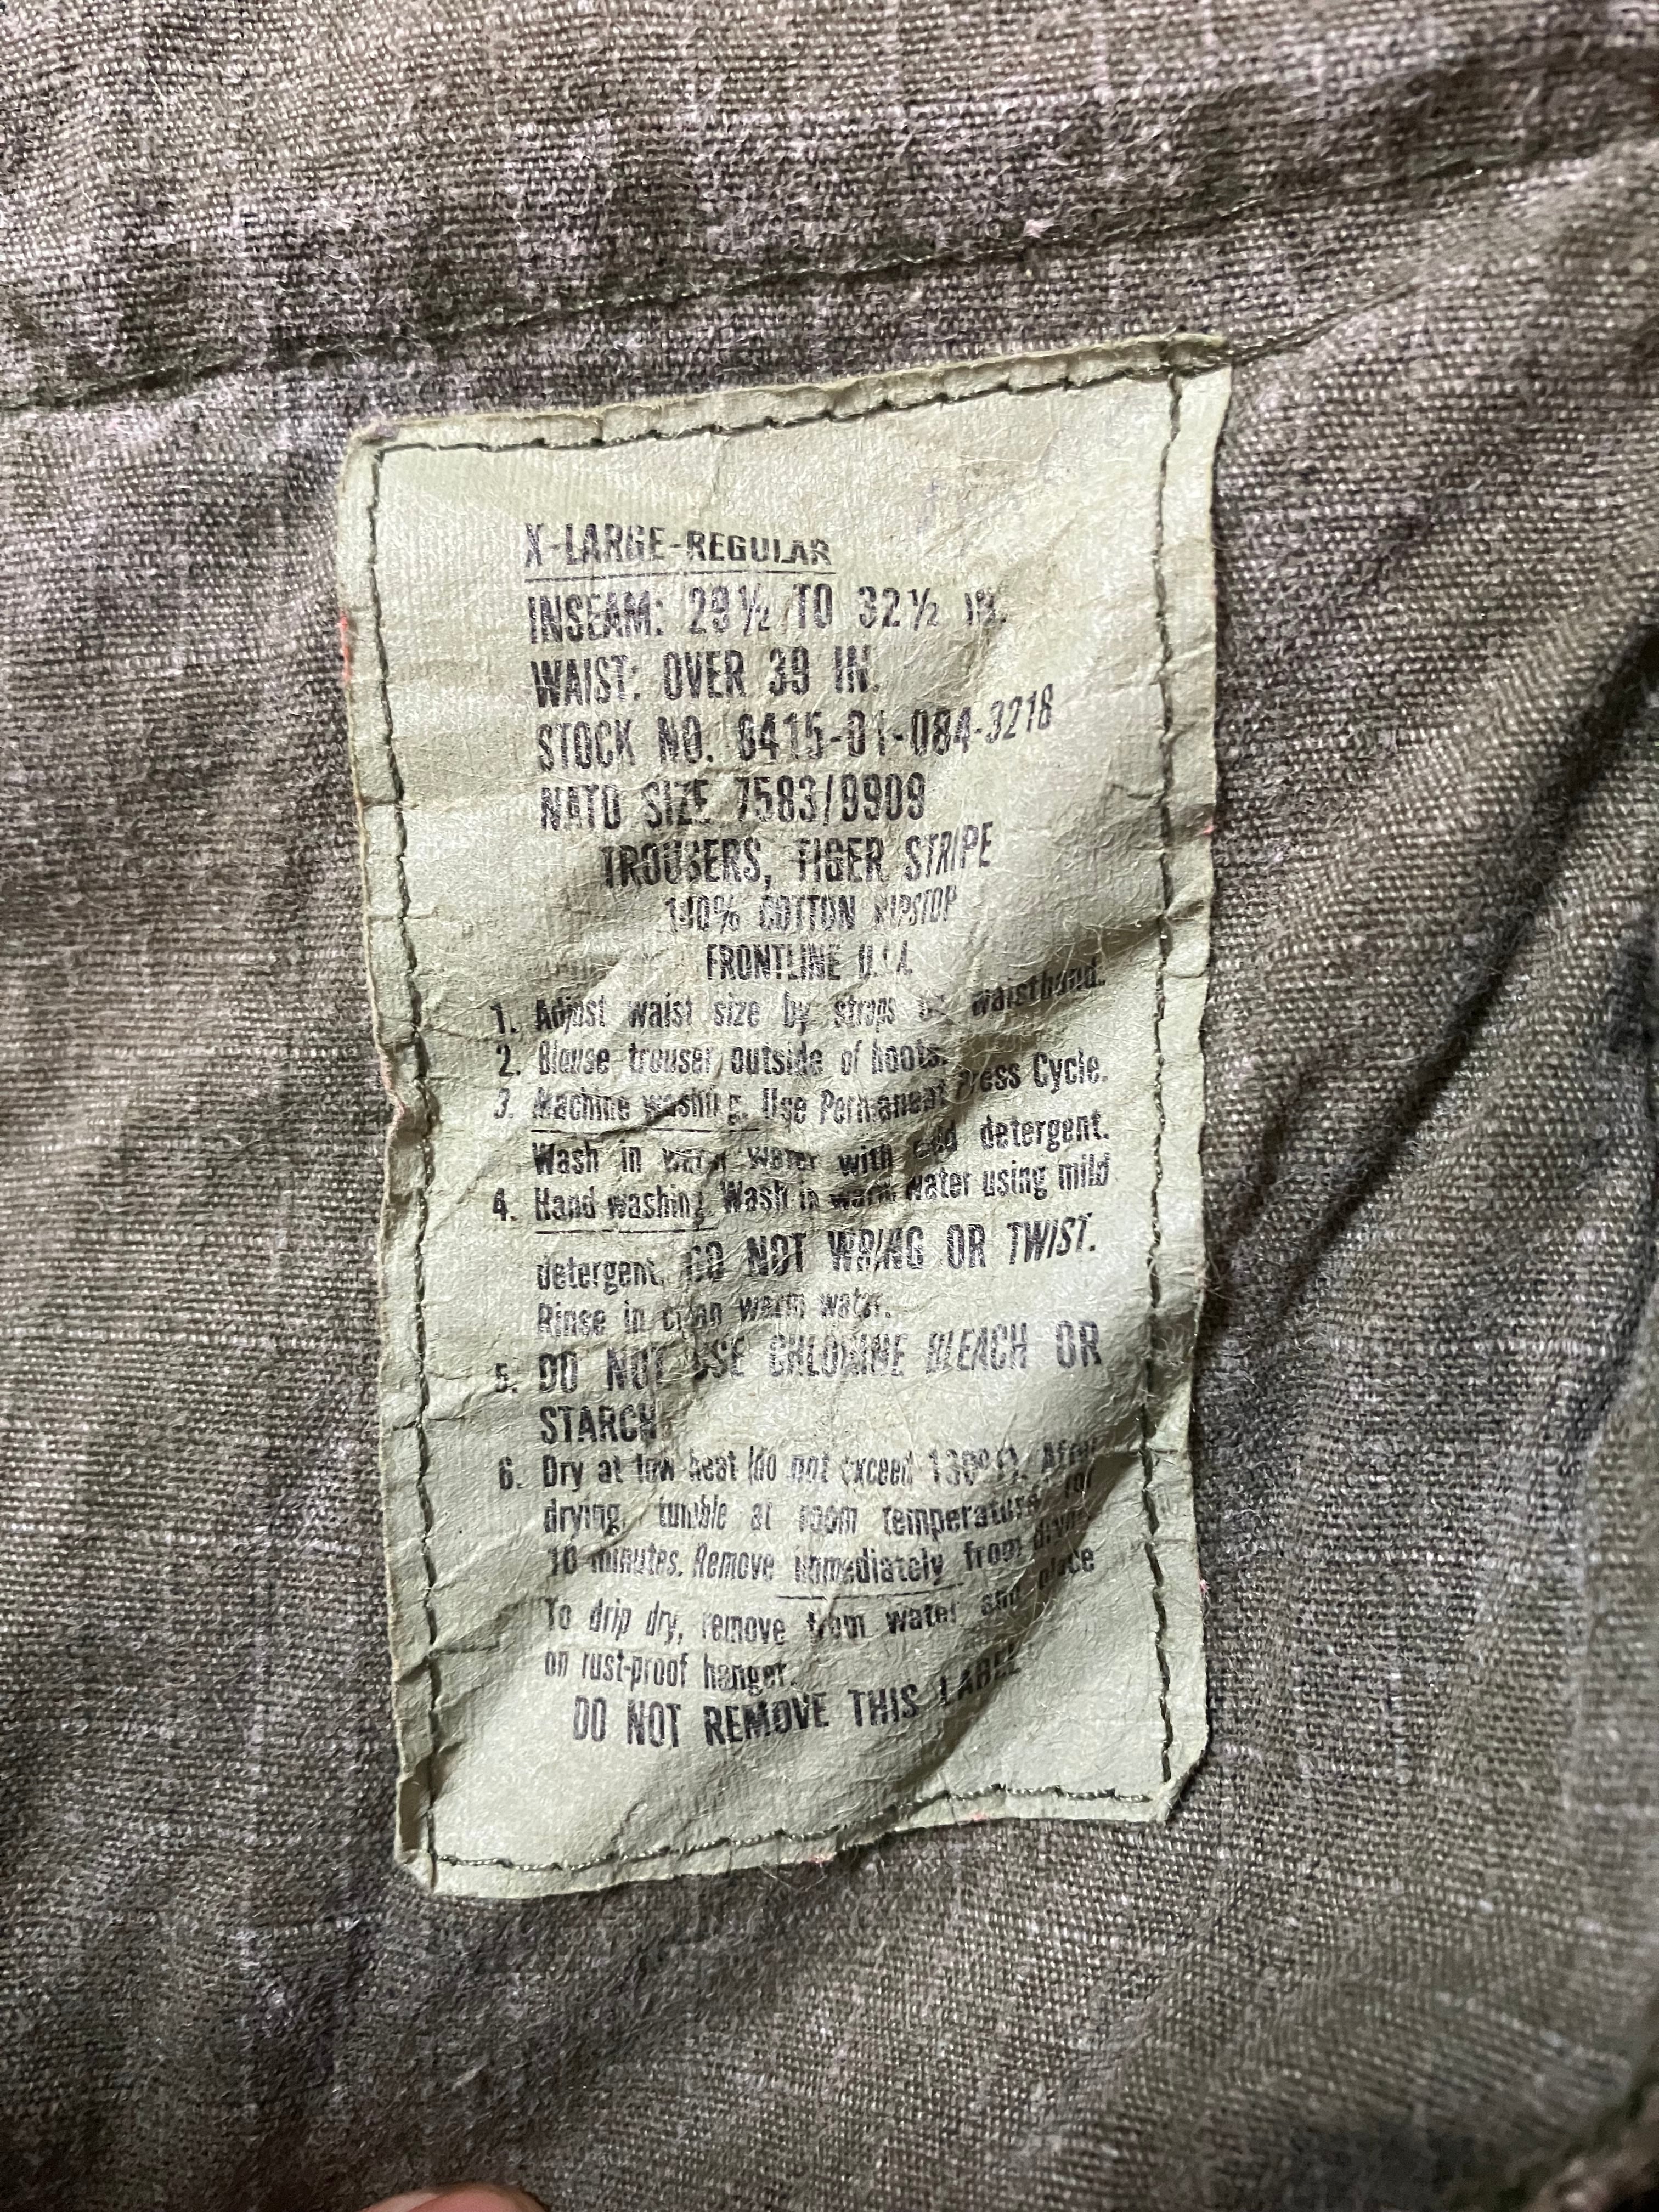 X-LARGE-REGULAR
INSEAM: 29½ TO 32½ IN.
WAIST: OVER 39 IN.
STOCK NO. 8415-01-084-3218
NATO SIZE 7583/9909
TROUSERS, TIGER STRIPE
100% COTTON RIPSTOP
FRONTLINE U.S.A.
1. Adjust waist size by straps on waistband.
2. Blouse trouser outside of boots.
3. Machine washing. Use Permanent Press Cycle.
Wash in warm water with mild detergent.
4. Hand washing. Wash in warm water using mild
detergent. DO NOT WRING OR TWIST.
Rinse in clean warm water.
5. DO NOT USE CHLORINE BLEACH OR
STARCH.
6. Dry at low heat (do not exceed 130°F). After
drying, tumble at room temperature for
10 minutes. Remove immediately from dryer.
To drip dry, remove from water and place
on rust-proof hanger.
DO NOT REMOVE THIS LABEL